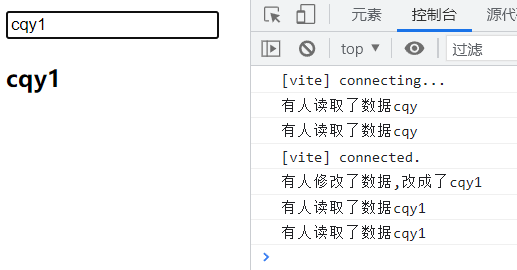 cqy1
cqy1
元素
控制台
源代
top
过滤
[vite] connecting...
有人读取了数据cqy
有人读取了数据cqy
[vite] connected.
有人修改了数据,改成了cqy1
有人读取了数据cqy1
有人读取了数据cqy1